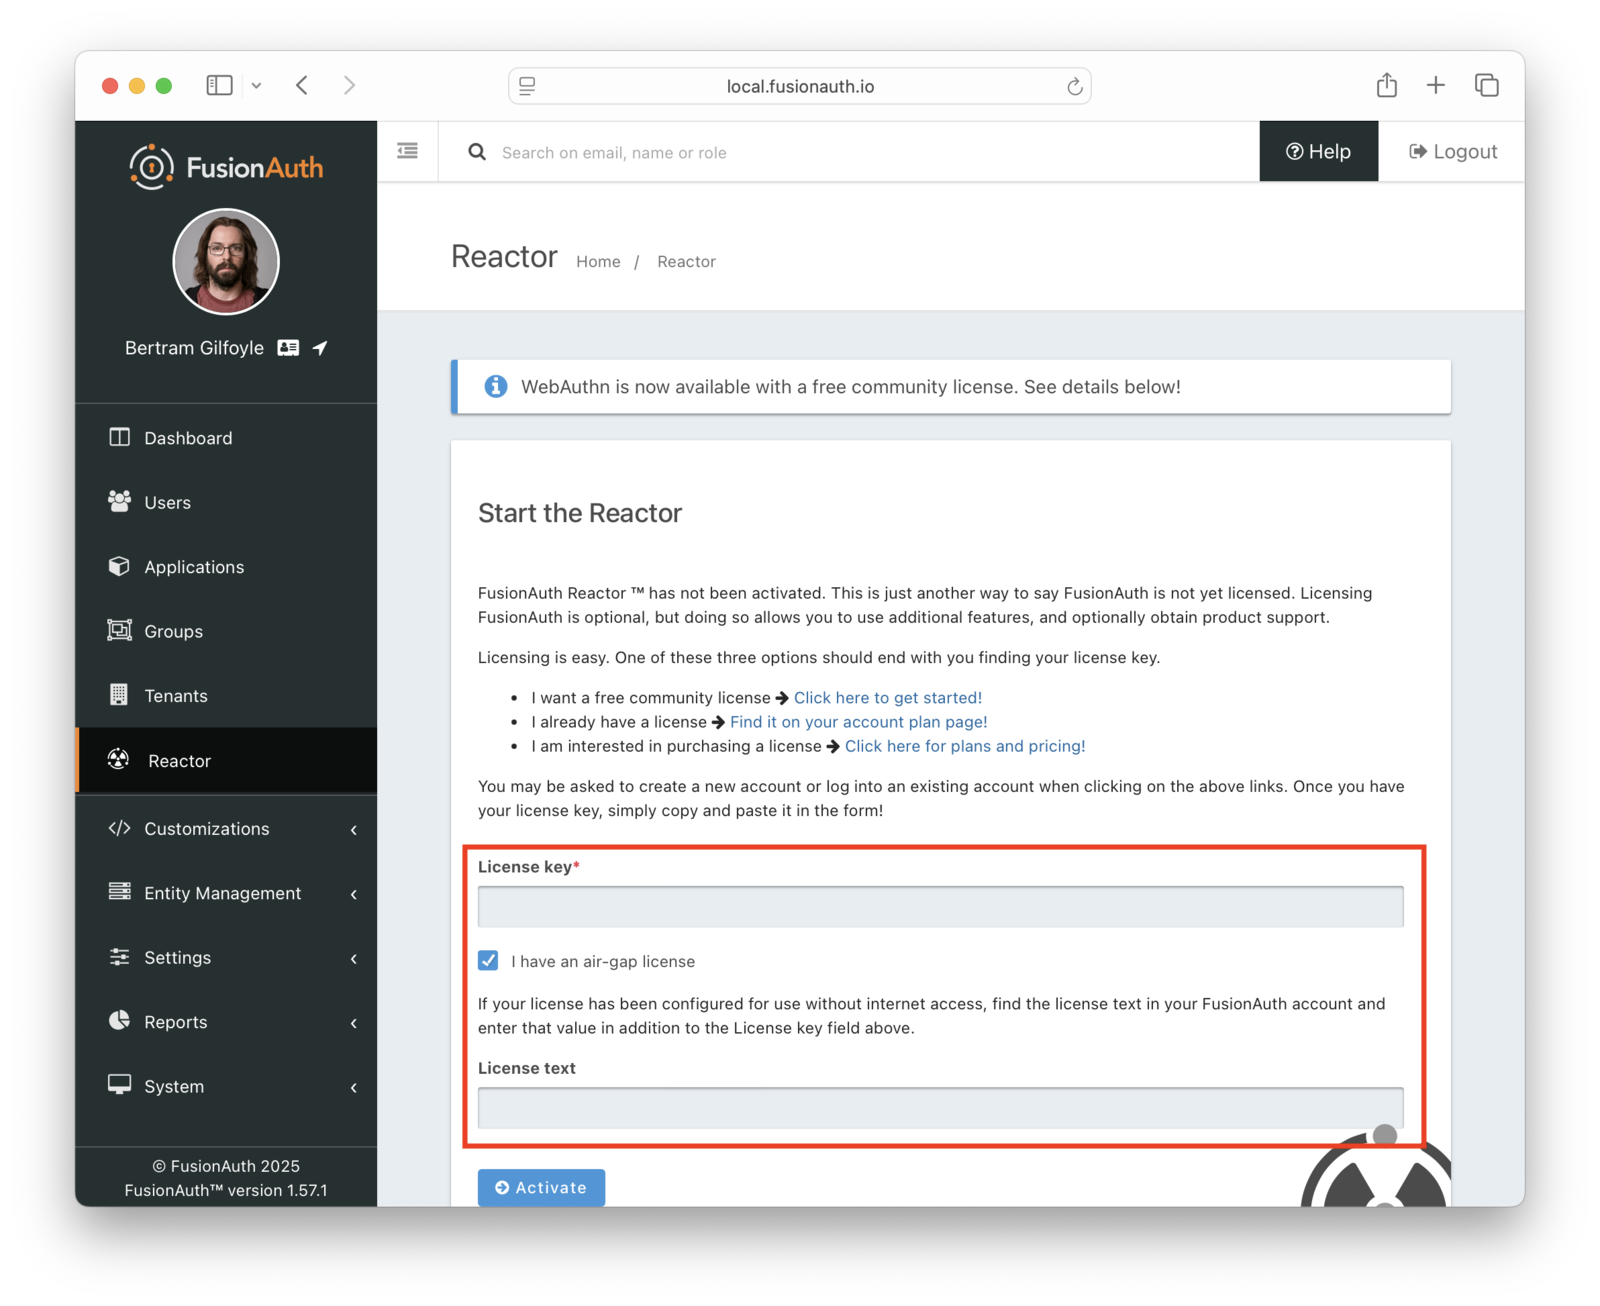 local.fusionauth.io
FusionAuth
Search on email, name or role
Help
Logout
Bertram Gilfoyle
Dashboard
Users
Applications
Groups
Tenants
Reactor
Customizations
Entity Management
Settings
Reports
System
© FusionAuth 2025
FusionAuth™ version 1.57.1
Reactor
Home / Reactor
WebAuthn is now available with a free community license. See details below!
Start the Reactor
FusionAuth Reactor ™ has not been activated. This is just another way to say FusionAuth is not yet licensed. Licensing
FusionAuth is optional, but doing so allows you to use additional features, and optionally obtain product support.
Licensing is easy. One of these three options should end with you finding your license key.
• I want a free community license → Click here to get started!
• I already have a license → Find it on your account plan page!
• I am interested in purchasing a license → Click here for plans and pricing!
You may be asked to create a new account or log into an existing account when clicking on the above links. Once you have
your license key, simply copy and paste it in the form!
License key*
I have an air-gap license
If your license has been configured for use without internet access, find the license text in your FusionAuth account and
enter that value in addition to the License key field above.
License text
Activate